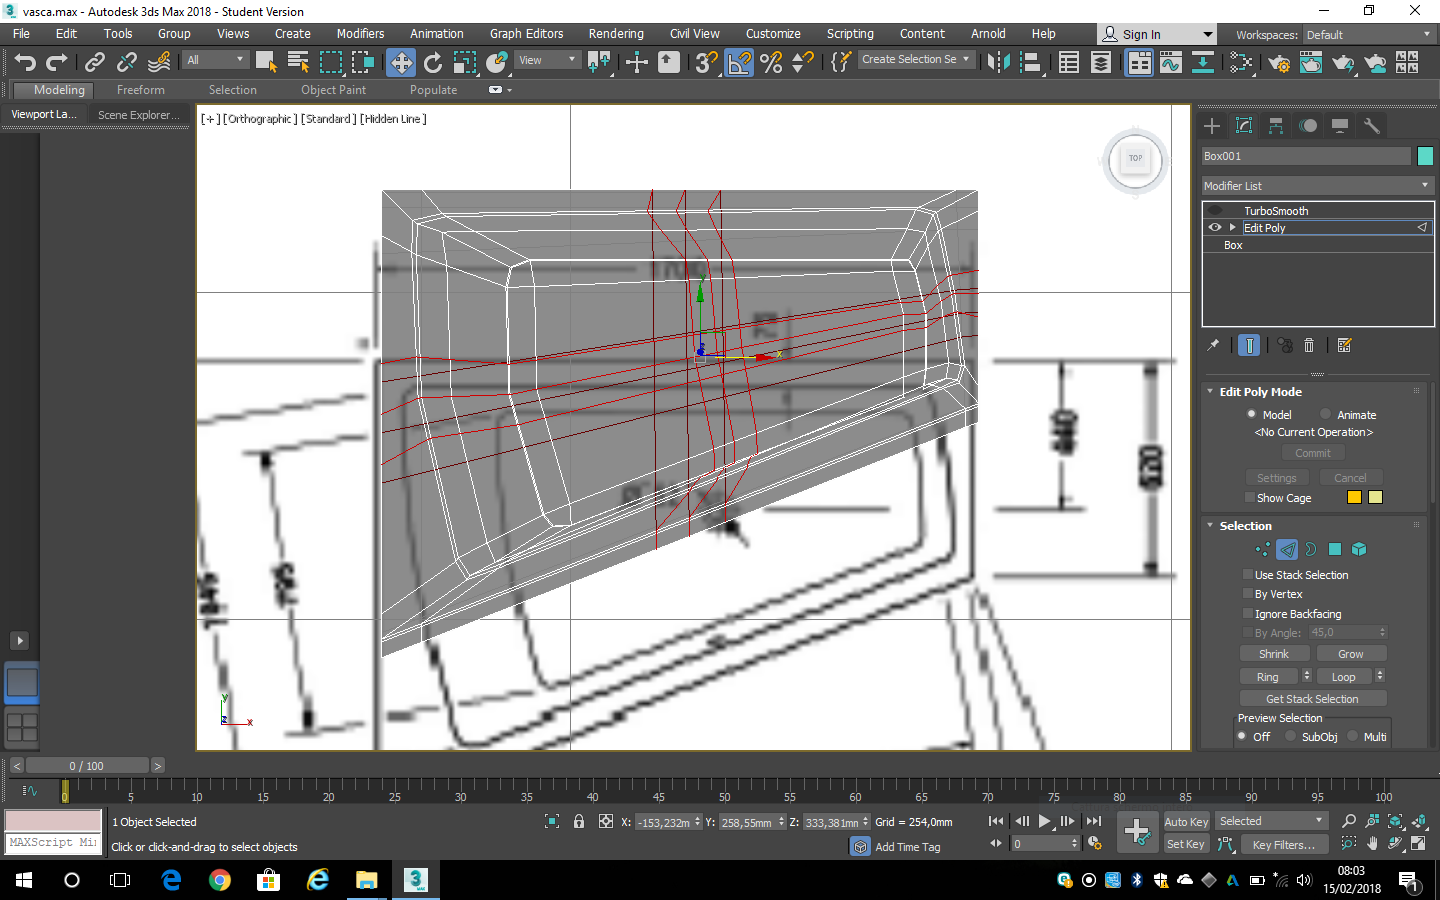 vasca.max - Autodesk 3ds Max 2018 - Student Version
File Edit Tools Group Views Create Modifiers Animation Graph Editors Rendering Civil View Customize Scripting Content Arnold Help Sign In Workspaces: Default
All View Create Selection Se
Modeling Freeform Selection Object Paint Populate
Viewport La... Scene Explorer...
[+] [Orthographic] [Standard] [Hidden Line]
TOP
Box001
Modifier List
TurboSmooth
Edit Poly
Box
Edit Poly Mode
Model Animate
<No Current Operation>
Commit
Settings Cancel
Show Cage
Selection
Use Stack Selection
By Vertex
Ignore Backfacing
By Angle: 45,0
Shrink Grow
Ring Loop
Get Stack Selection
Preview Selection
Off SubObj Multi
1700
y
x
440
630
y
z
x
< 0 / 100 >
0 5 10 15 20 25 30 35 40 45 50 55 60 65 70 75 80 85 90 95 100
1 Object Selected X: -153,232m Y: 258,55mm Z: 333,381mm Grid = 254,0mm Auto Key Selected
MAXScript Mi Click or click-and-drag to select objects Add Time Tag 0 Set Key Key Filters...
08:03
15/02/2018
1